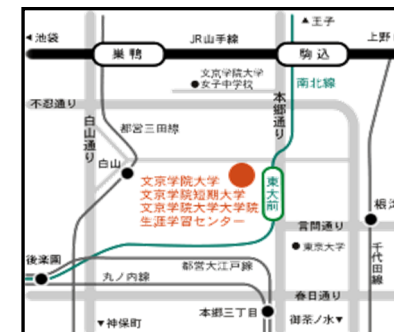 ▲王子
◀池袋
JR山手線
上野
巣鴨
駒込
文京学院大学
●女子中学校
南北線
不忍通り
本郷通り
白山通り
都営三田線
白山
文京学院大学
文京学院短期大学
文京学院大学大学院
生涯学習センター
東大前
根
言問通り
●東京大学
千代田線
後楽園
都営大江戸線
丸ノ内線
春日通り
本郷三丁目
▼神保町
御茶ノ水▼